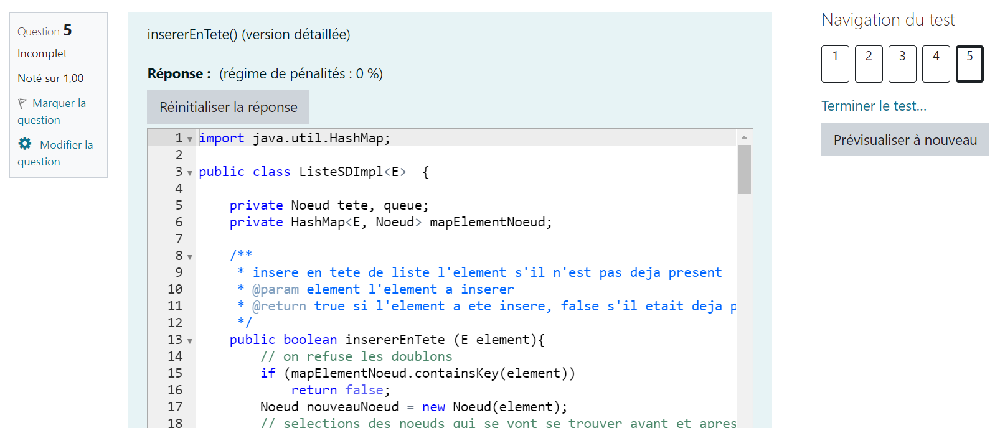 Question 5
Incomplet
Noté sur 1,00
Marquer la
question
Modifier la
question
insererEnTete() (version détaillée)
Réponse : (régime de pénalités : 0 %)
Réinitialiser la réponse
1 import java.util.HashMap;
2
3 public class ListeSDImpl<E>  {
4
5     private Noeud tete, queue;
6     private HashMap<E, Noeud> mapElementNoeud;
7
8     /**
9      * insere en tete de liste l'element s'il n'est pas deja present
10      * @param element l'element a inserer
11      * @return true si l'element a ete insere, false s'il etait deja p
12      */
13     public boolean insererEnTete (E element){
14         // on refuse les doublons
15         if (mapElementNoeud.containsKey(element))
16             return false;
17         Noeud nouveauNoeud = new Noeud(element);
18         // selections des noeuds qui se vont se trouver avant et apres
Navigation du test
1 2 3 4 5
Terminer le test...
Prévisualiser à nouveau